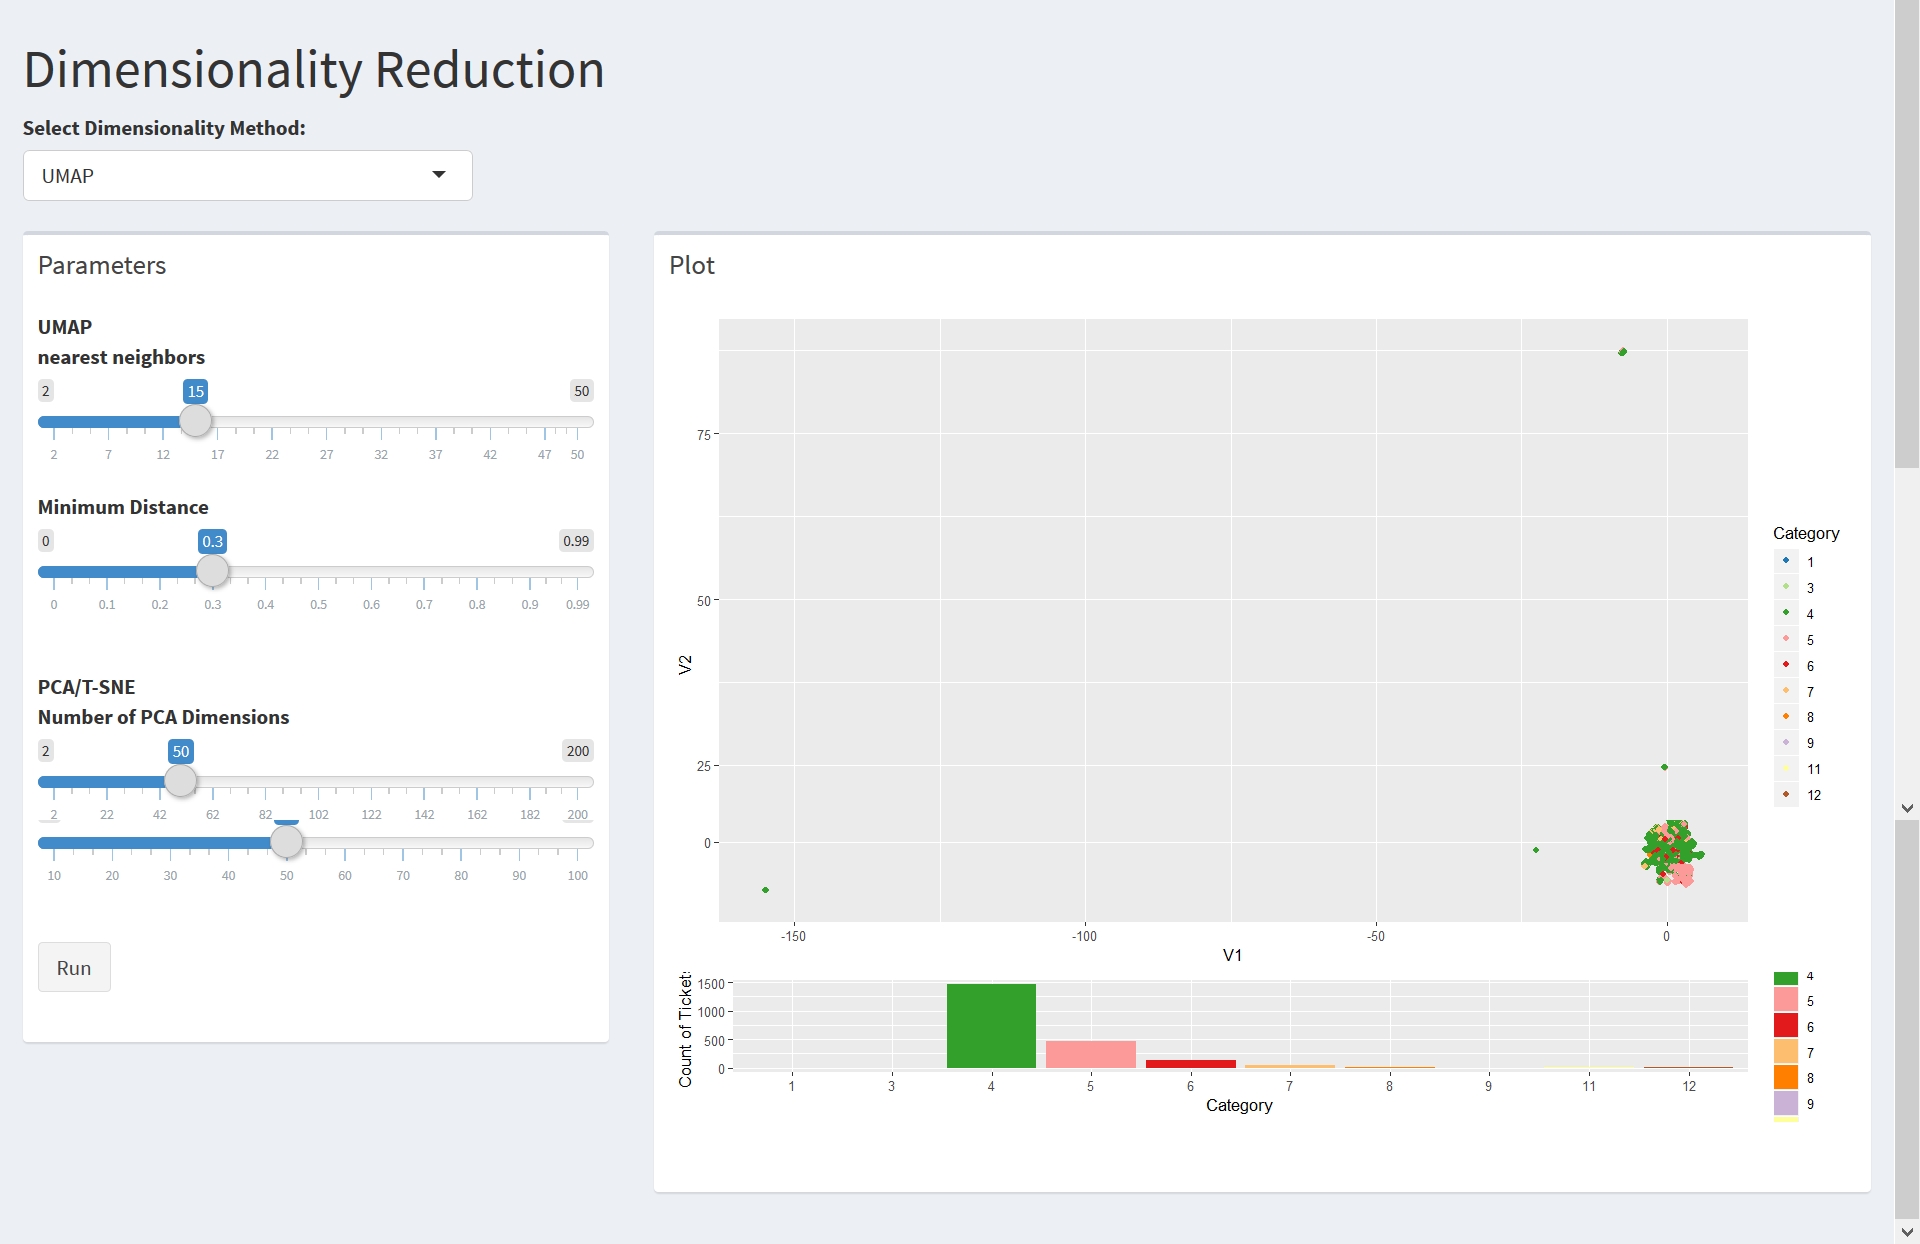 Dimensionality Reduction
Select Dimensionality Method:
UMAP
Parameters
UMAP
nearest neighbors
2 15 50
2 7 12 17 22 27 32 37 42 47 50
Minimum Distance
0 0.3 0.99
0 0.1 0.2 0.3 0.4 0.5 0.6 0.7 0.8 0.9 0.99
PCA/T-SNE
Number of PCA Dimensions
2 50 200
2 22 42 62 82 102 122 142 162 182 200
10 20 30 40 50 60 70 80 90 100
Run
Plot
V2
75
50
25
0
-150 -100 -50 0
V1
Category
1
3
4
5
6
7
8
9
11
12
Count of Tickets
1500
1000
500
0
1 3 4 5 6 7 8 9 11 12
Category
4
5
6
7
8
9